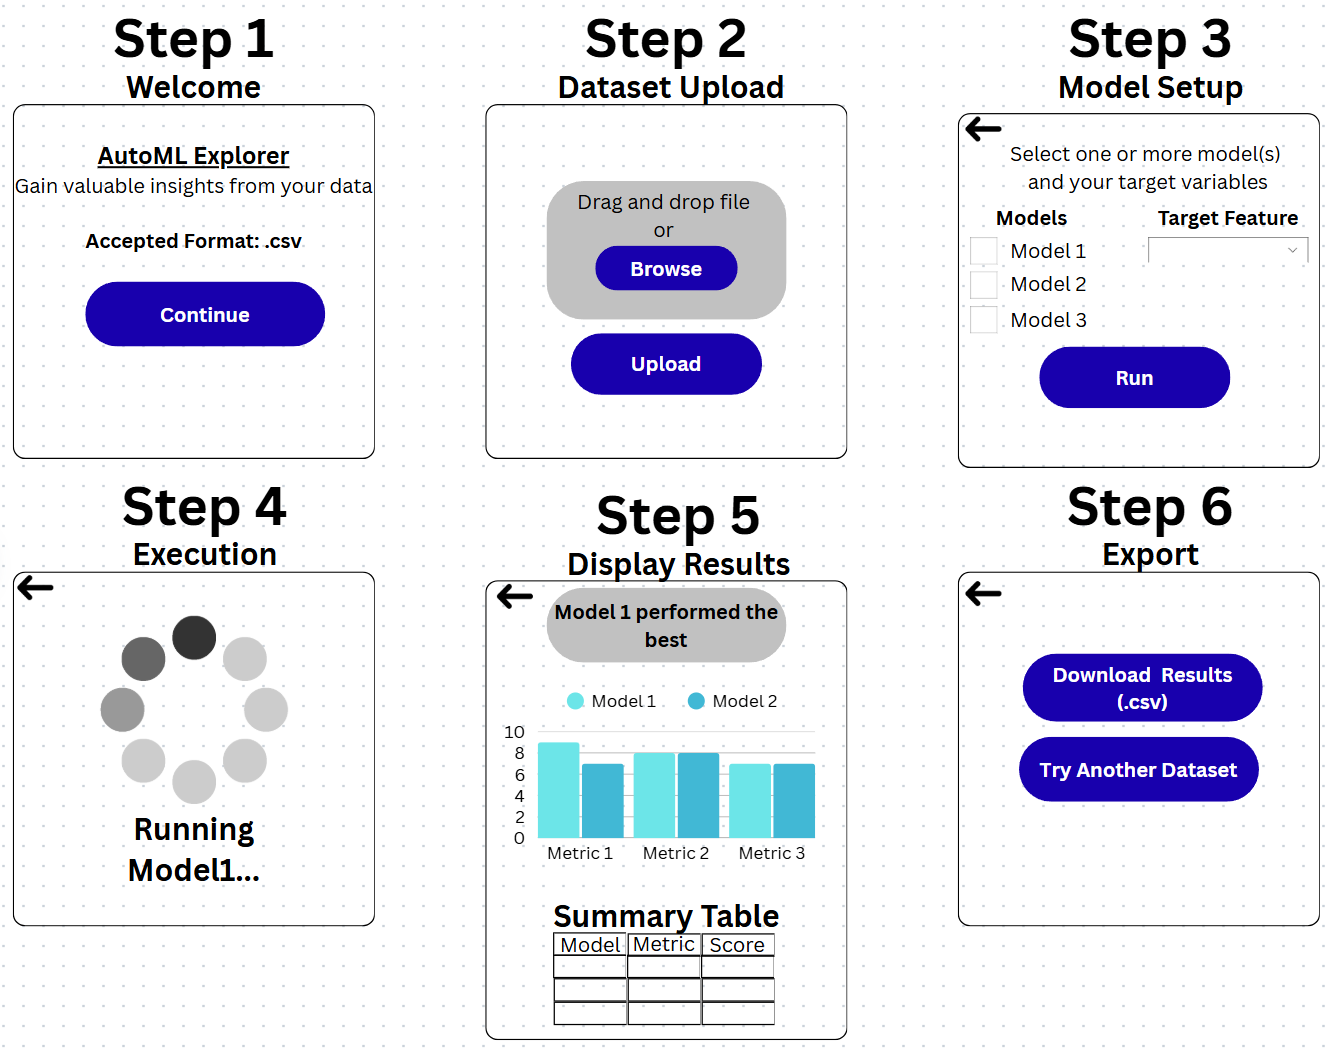 Step 1
Welcome
AutoML Explorer
Gain valuable insights from your data
Accepted Format: .csv
Continue
Step 2
Dataset Upload
Drag and drop file
or
Browse
Upload
Step 3
Model Setup
Select one or more model(s)
and your target variables
Models
Target Feature
Model 1
Model 2
Model 3
Run
Step 4
Execution
Running
Model1...
Step 5
Display Results
Model 1 performed the
best
Model 1
Model 2
10
8
6
4
2
0
Metric 1
Metric 2
Metric 3
Summary Table
Model
Metric
Score
Step 6
Export
Download Results
(.csv)
Try Another Dataset